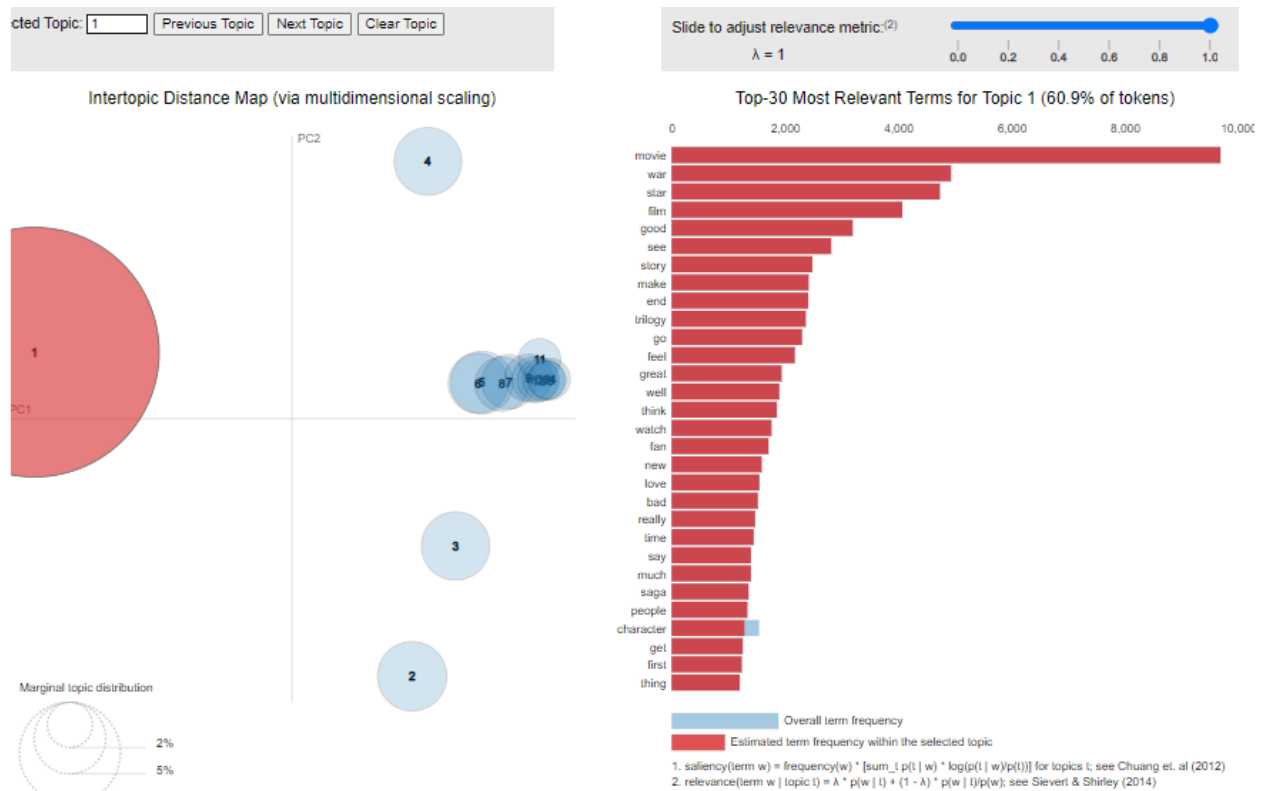 cted Topic: 1 Previous Topic Next Topic Clear Topic
Slide to adjust relevance metric:(2)
λ = 1
0.0 0.2 0.4 0.6 0.8 1.0
Intertopic Distance Map (via multidimensional scaling)
PC2
PC1
4
1
11
6 5
8 7
9
3
2
Marginal topic distribution
2%
5%
Top-30 Most Relevant Terms for Topic 1 (60.9% of tokens)
0 2,000 4,000 6,000 8,000 10,000
movie
war
star
film
good
see
story
make
end
trilogy
go
feel
great
well
think
watch
fan
new
love
bad
really
time
say
much
saga
people
character
get
first
thing
Overall term frequency
Estimated term frequency within the selected topic
1. saliency(term w) = frequency(w) * [sum_t p(t | w) * log(p(t | w)/p(t))] for topics t; see Chuang et. al (2012)
2. relevance(term w | topic t) = λ * p(w | t) + (1 - λ) * p(w | t)/p(w); see Sievert & Shirley (2014)